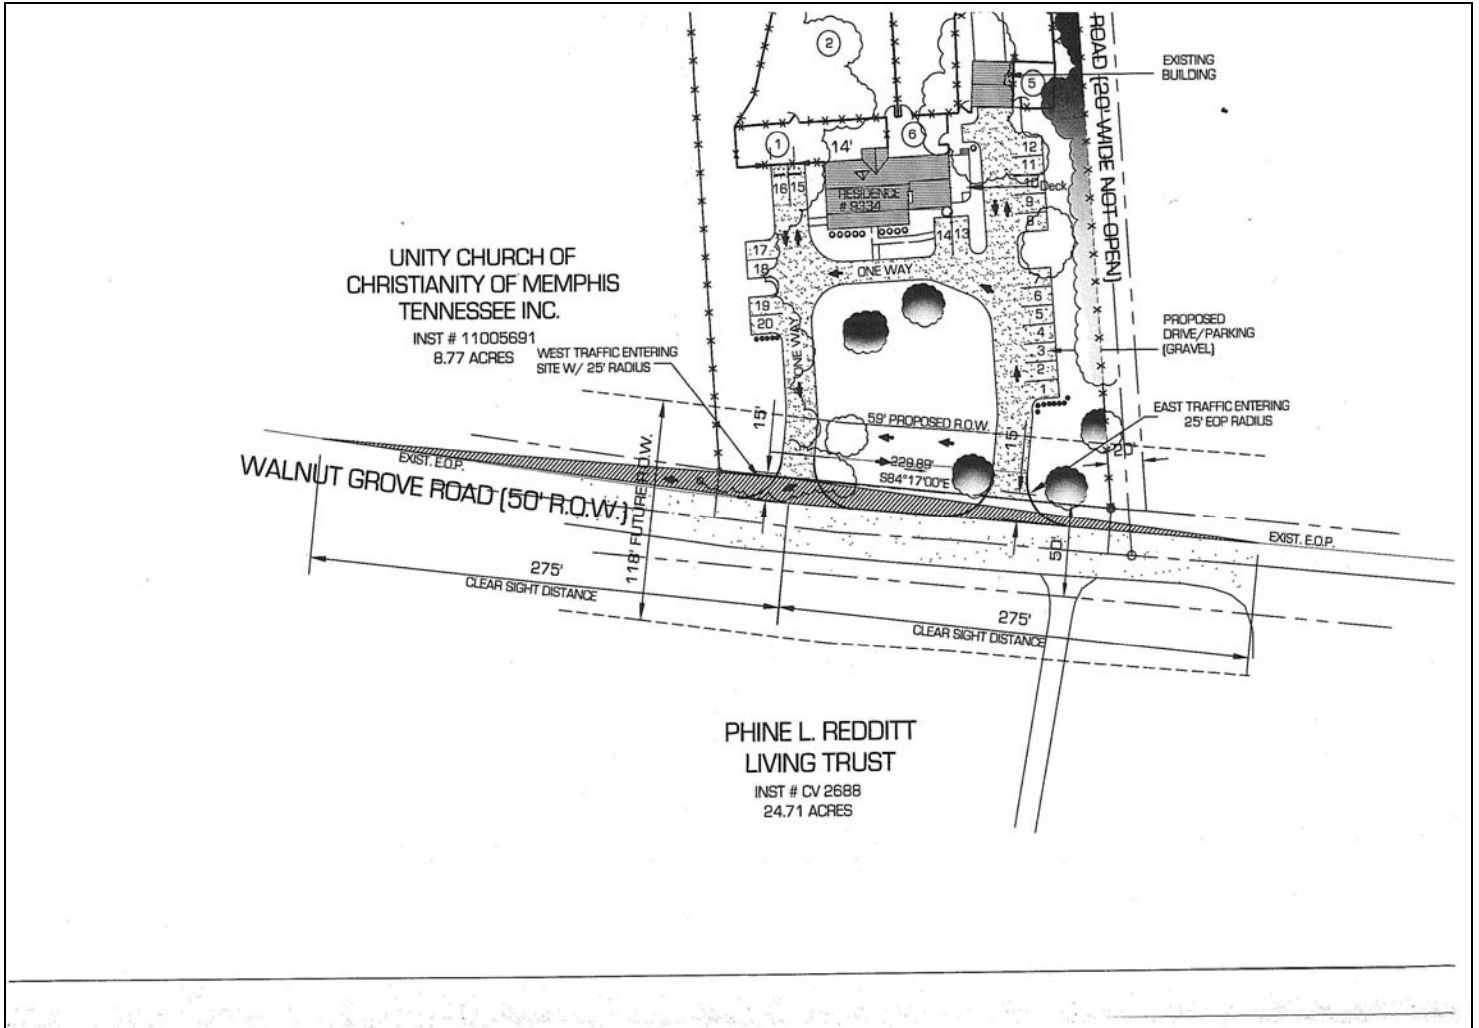 2
EXISTING
BUILDING
5
ROAD (20' WIDE NOT OPEN)
1
14'
6
12
11
10
Deck
9
8
16
15
RESIDENCE
# 8334
14
13
17
18
ONE WAY
19
20
ONE WAY
7
6
5
4
3
2
1
UNITY CHURCH OF
CHRISTIANITY OF MEMPHIS
TENNESSEE INC.
INST # 11005691
8.77 ACRES
WEST TRAFFIC ENTERING
SITE W/ 25' RADIUS
PROPOSED
DRIVE/PARKING
(GRAVEL)
EAST TRAFFIC ENTERING
25' EOP RADIUS
15'
59' PROPOSED R.O.W.
15'
20'
229.89'
S84°17'00"E
EXIST. E.O.P.
WALNUT GROVE ROAD (50' R.O.W.)
118' FUTURE R.O.W.
50'
EXIST. E.O.P.
275'
CLEAR SIGHT DISTANCE
275'
CLEAR SIGHT DISTANCE
PHINE L. REDDITT
LIVING TRUST
INST # CV 2688
24.71 ACRES